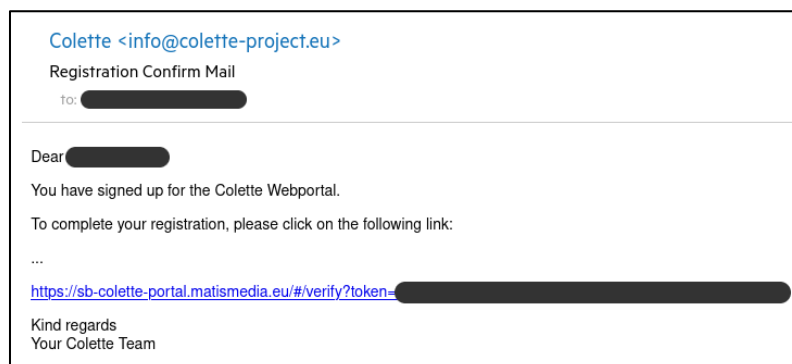 Colette <info@colette-project.eu>
Registration Confirm Mail
to:
Dear
You have signed up for the Colette Webportal.
To complete your registration, please click on the following link:
...
https://sb-colette-portal.matismedia.eu/#/verify?token=
Kind regards
Your Colette Team